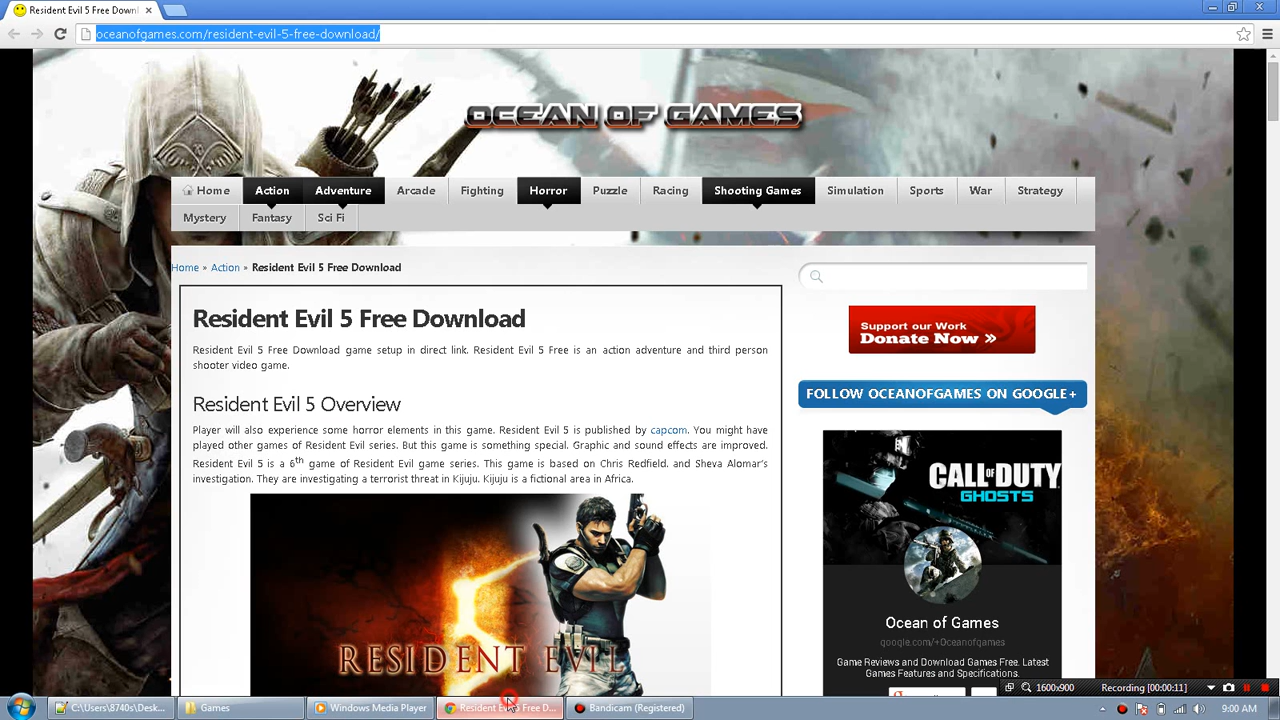 Resident Evil 5 Free Downl
oceanofgames.com/resident-evil-5-free-download/
OCEAN OF GAMES
Home Action Adventure Arcade Fighting Horror Puzzle Racing Shooting Games Simulation Sports War Strategy
Mystery Fantasy Sci Fi
Home » Action » Resident Evil 5 Free Download
Resident Evil 5 Free Download
Resident Evil 5 Free Download game setup in direct link. Resident Evil 5 Free is an action adventure and third person
shooter video game.
Resident Evil 5 Overview
Player will also experience some horror elements in this game. Resident Evil 5 is published by capcom. You might have
played other games of Resident Evil series. But this game is something special. Graphic and sound effects are improved.
Resident Evil 5 is a 6th game of Resident Evil game series. This game is based on Chris Redfield. and Sheva Alomar's
investigation. They are investigating a terrorist threat in Kijuju. Kijuju is a fictional area in Africa.
RESIDENT EVIL
Support our Work
Donate Now »
FOLLOW OCEANOFGAMES ON GOOGLE+
CALL OF DUTY
GHOSTS
Ocean of Games
google.com/+Oceanofgames
Game Reviews and Download Games Free. Latest
Games Features and Specifications.
1600x900 Recording [00:00:11]
C:\Users\8740s\Desk... Games Windows Media Player Resident Evil 5 Free D... Bandicam (Registered) 9:00 AM